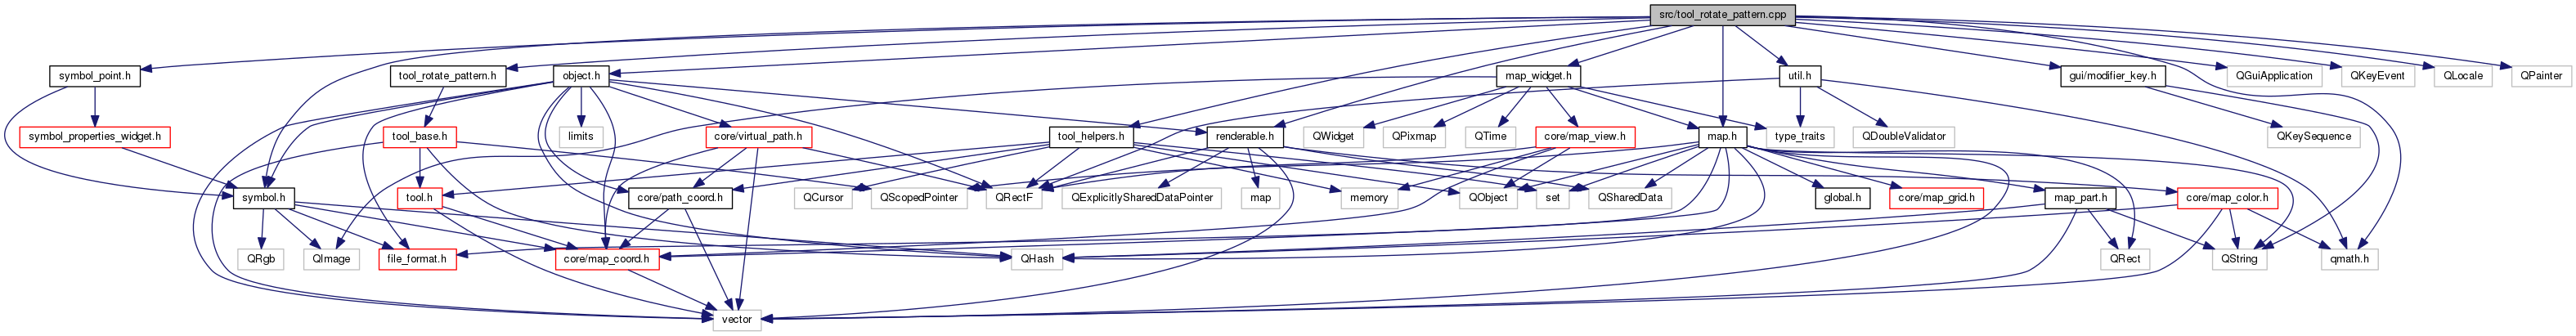 src/tool_rotate_pattern.cpp
symbol_point.h
tool_rotate_pattern.h
object.h
map_widget.h
util.h
gui/modifier_key.h
QGuiApplication
QKeyEvent
QLocale
QPainter
symbol_properties_widget.h
tool_base.h
limits
core/virtual_path.h
tool_helpers.h
renderable.h
QWidget
QPixmap
QTime
core/map_view.h
map.h
type_traits
QDoubleValidator
QKeySequence
symbol.h
tool.h
core/path_coord.h
QCursor
QScopedPointer
QRectF
QExplicitlySharedDataPointer
map
memory
QObject
set
QSharedData
global.h
core/map_grid.h
map_part.h
core/map_color.h
QRgb
QImage
file_format.h
core/map_coord.h
QHash
QRect
QString
qmath.h
vector